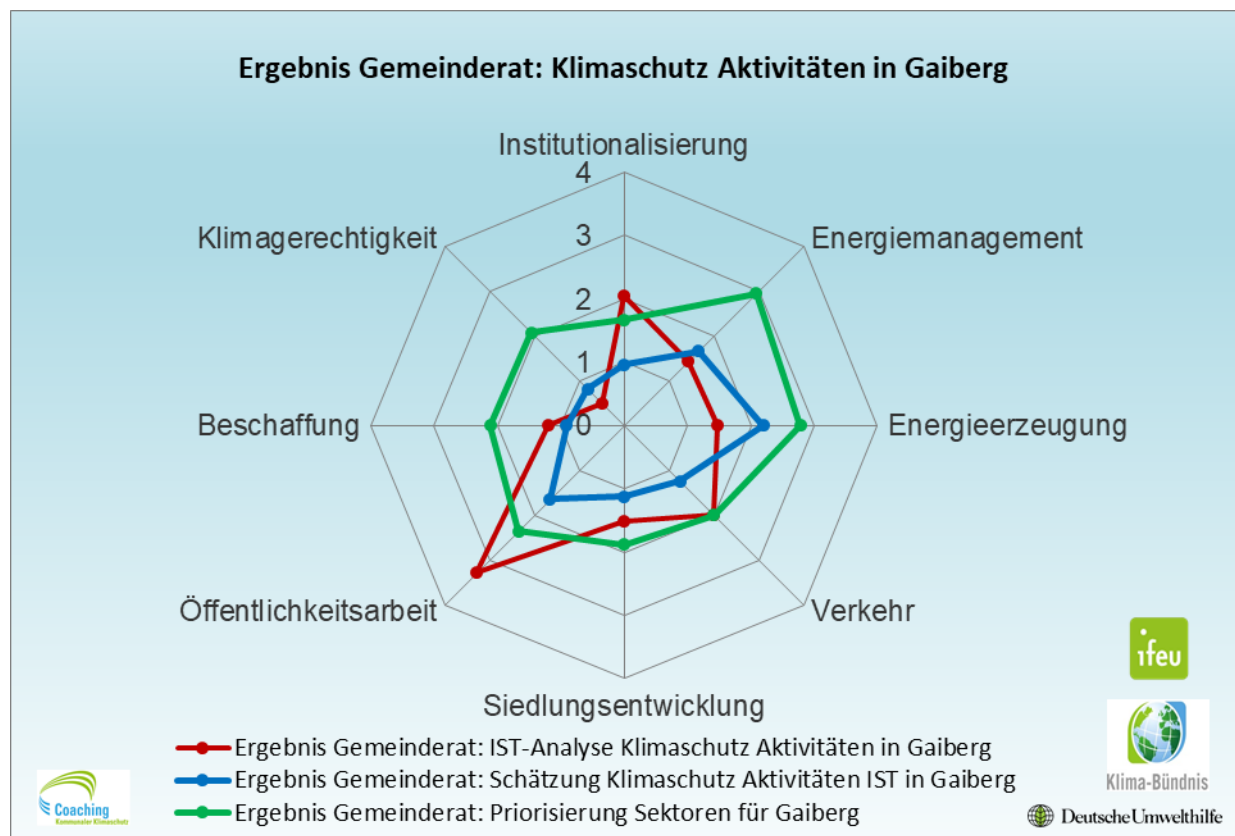 Ergebnis Gemeinderat: Klimaschutz Aktivitäten in Gaiberg
Institutionalisierung
4
Klimagerechtigkeit
3
Energiemanagement
2
1
Beschaffung
0
Energieerzeugung
Öffentlichkeitsarbeit
Verkehr
ifeu
Siedlungsentwicklung
Ergebnis Gemeinderat: IST-Analyse Klimaschutz Aktivitäten in Gaiberg
Ergebnis Gemeinderat: Schätzung Klimaschutz Aktivitäten IST in Gaiberg
Klima-Bündnis
Ergebnis Gemeinderat: Priorisierung Sektoren für Gaiberg
Coaching
Kommunaler Klimaschutz
Deutsche Umwelthilfe